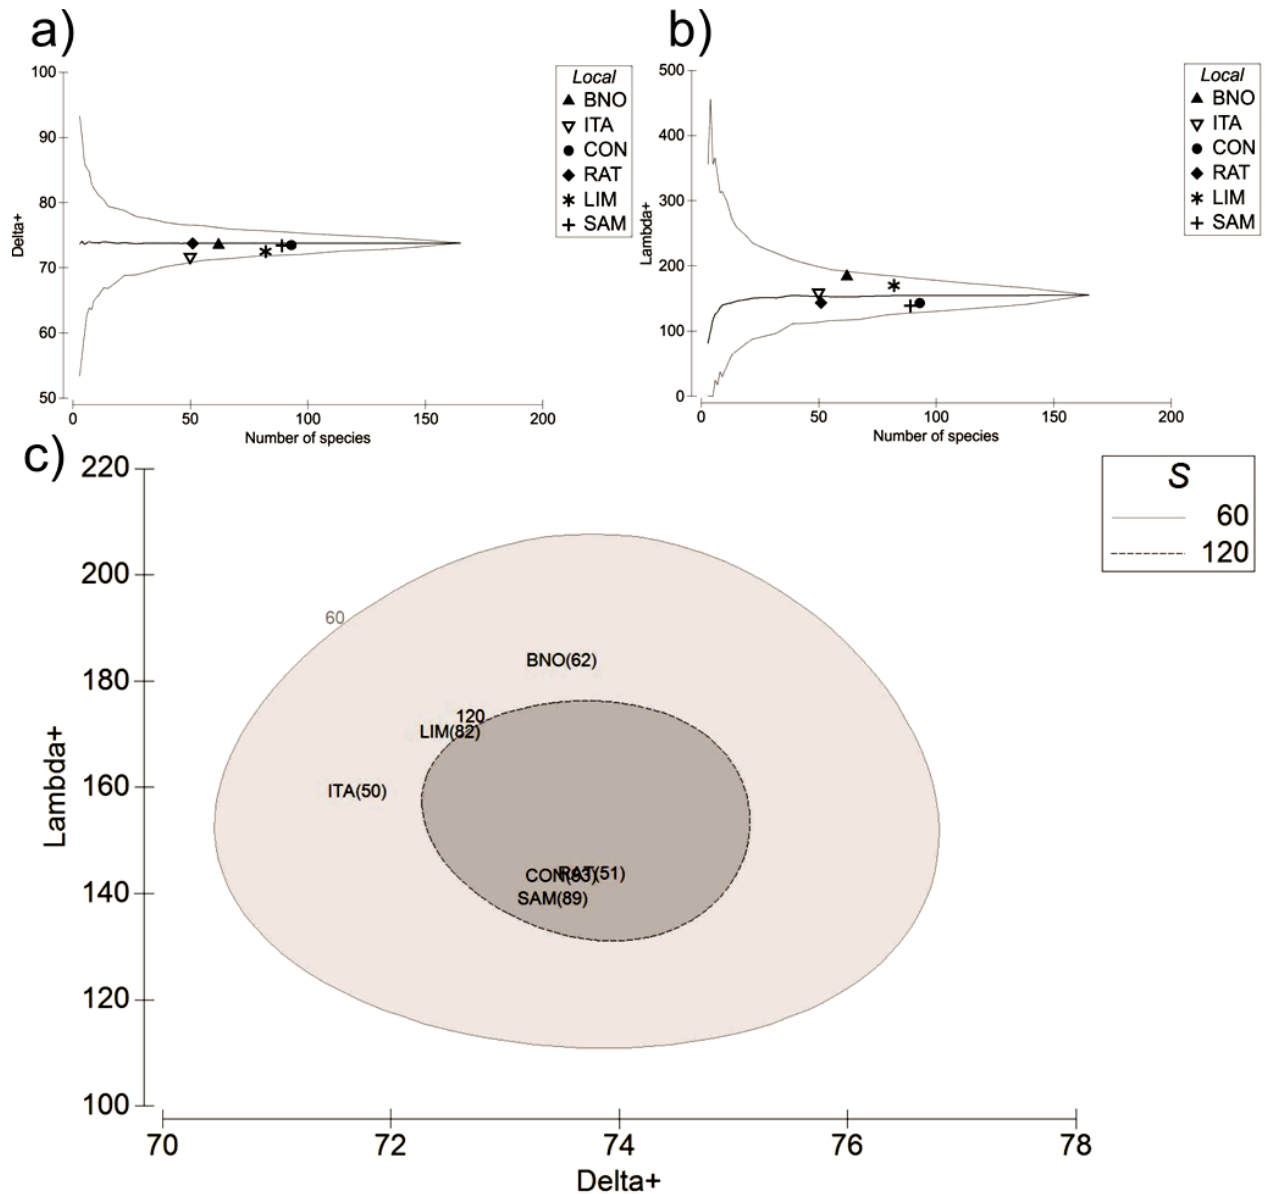 a)
100
90
80
70
60
50
Delta+
0
50
100
150
200
Number of species
Local
BNO
ITA
CON
RAT
LIM
SAM
b)
500
400
300
200
100
0
Lambda+
0
50
100
150
200
Number of species
Local
BNO
ITA
CON
RAT
LIM
SAM
c)
220
200
180
160
140
120
100
Lambda+
60
BNO(62)
120
LIM(82)
ITA(50)
CON(93)
RAT(51)
SAM(89)
70
72
74
76
78
Delta+
S
60
120